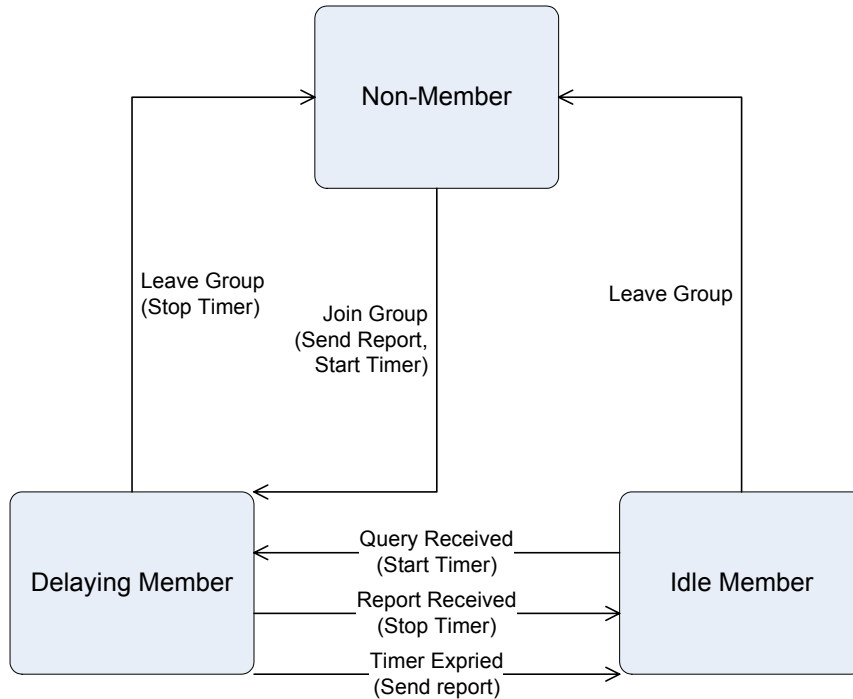 Non-Member
Leave Group
(Stop Timer)
Join Group
(Send Report,
Start Timer)
Leave Group
Delaying Member
Query Received
(Start Timer)
Report Received
(Stop Timer)
Timer Expried
(Send report)
Idle Member